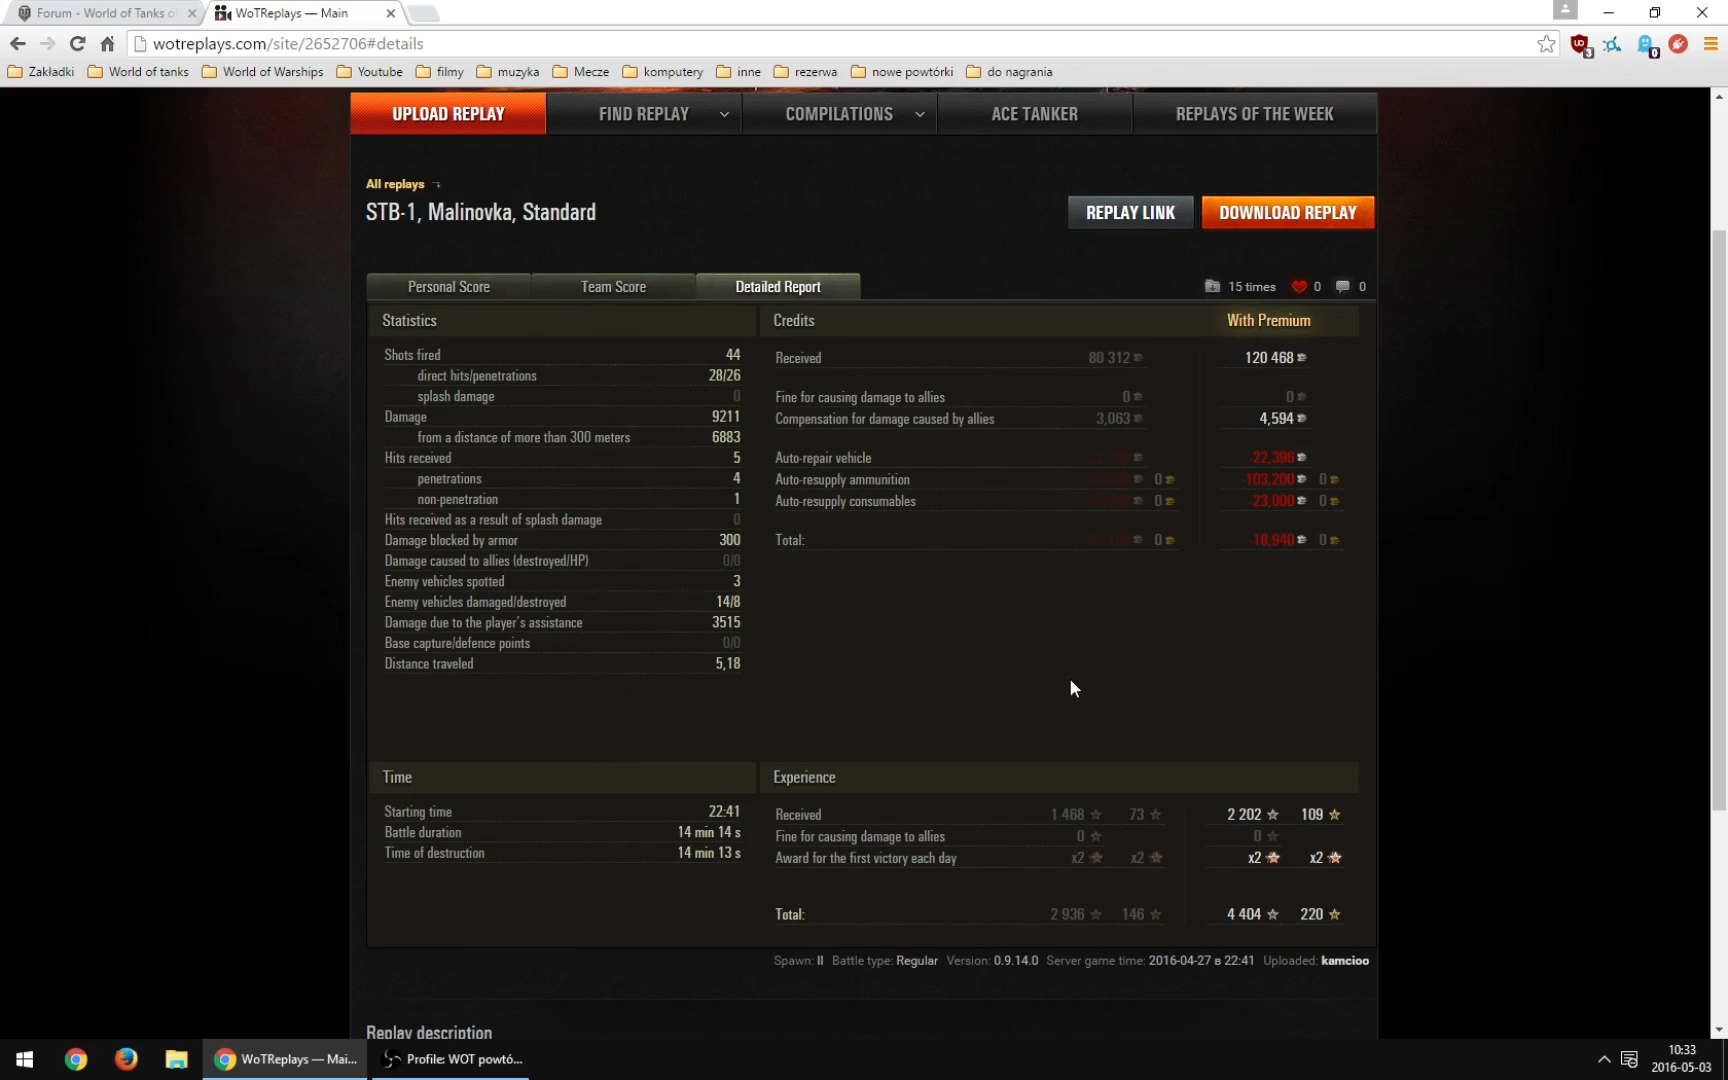 Forum - World of Tanks o
WoTReplays — Main
wotreplays.com/site/2652706#details
Zakładki World of tanks World of Warships Youtube filmy muzyka Mecze komputery inne rezerwa nowe powtórki do nagrania
UPLOAD REPLAY FIND REPLAY COMPILATIONS ACE TANKER REPLAYS OF THE WEEK
All replays
STB-1, Malinovka, Standard
REPLAY LINK DOWNLOAD REPLAY
Personal Score Team Score Detailed Report 15 times 0 0
Statistics
Shots fired 44
direct hits/penetrations 28/26
splash damage 0
Damage 9211
from a distance of more than 300 meters 6883
Hits received 5
penetrations 4
non-penetration 1
Hits received as a result of splash damage 0
Damage blocked by armor 300
Damage caused to allies (destroyed/HP) 0/0
Enemy vehicles spotted 3
Enemy vehicles damaged/destroyed 14/8
Damage due to the player's assistance 3515
Base capture/defence points 0/0
Distance traveled 5,18
Credits With Premium
Received 80 312 120 468
Fine for causing damage to allies 0 0
Compensation for damage caused by allies 3,063 4,594
Auto-repair vehicle -22,396
Auto-resupply ammunition 0 -103,200 0
Auto-resupply consumables 0 -23,000 0
Total: 0 -18,940 0
Time
Starting time 22:41
Battle duration 14 min 14 s
Time of destruction 14 min 13 s
Experience
Received 1 468 73 2 202 109
Fine for causing damage to allies 0 0
Award for the first victory each day x2 x2 x2 x2
Total: 2 936 146 4 404 220
Spawn: II Battle type: Regular Version: 0.9.14.0 Server game time: 2016-04-27 в 22:41 Uploaded: kamcioo
Replay description
WoTReplays — Mai... Profile: WOT powtó...
10:33
2016-05-03